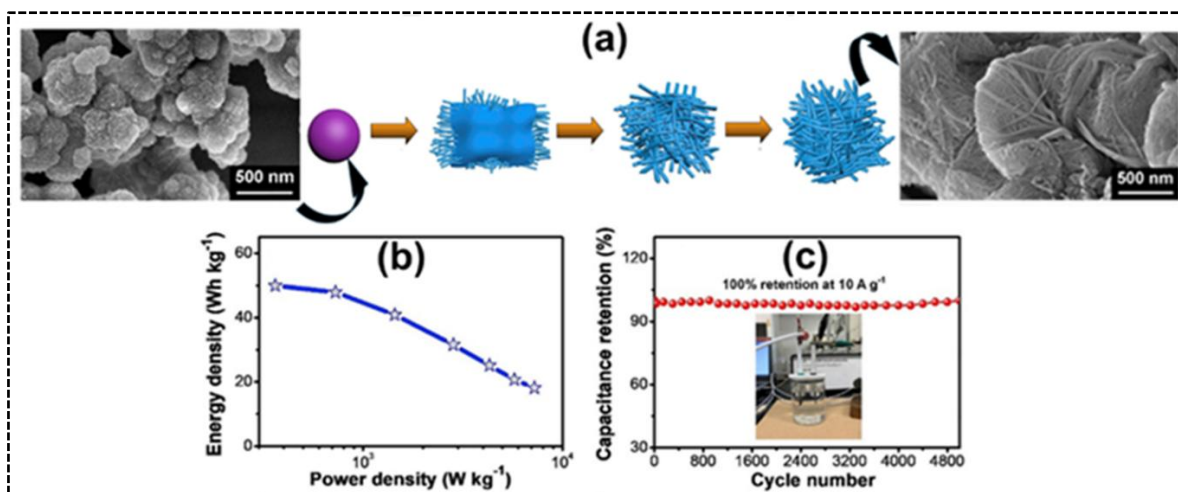 (a)
500 nm
500 nm
(b)
60
40
20
0
Energy density (Wh kg⁻¹)
10³
10⁴
Power density (W kg⁻¹)
(c)
100% retention at 10 A g⁻¹
120
90
60
30
Capacitance retention (%)
0 800 1600 2400 3200 4000 4800
Cycle number